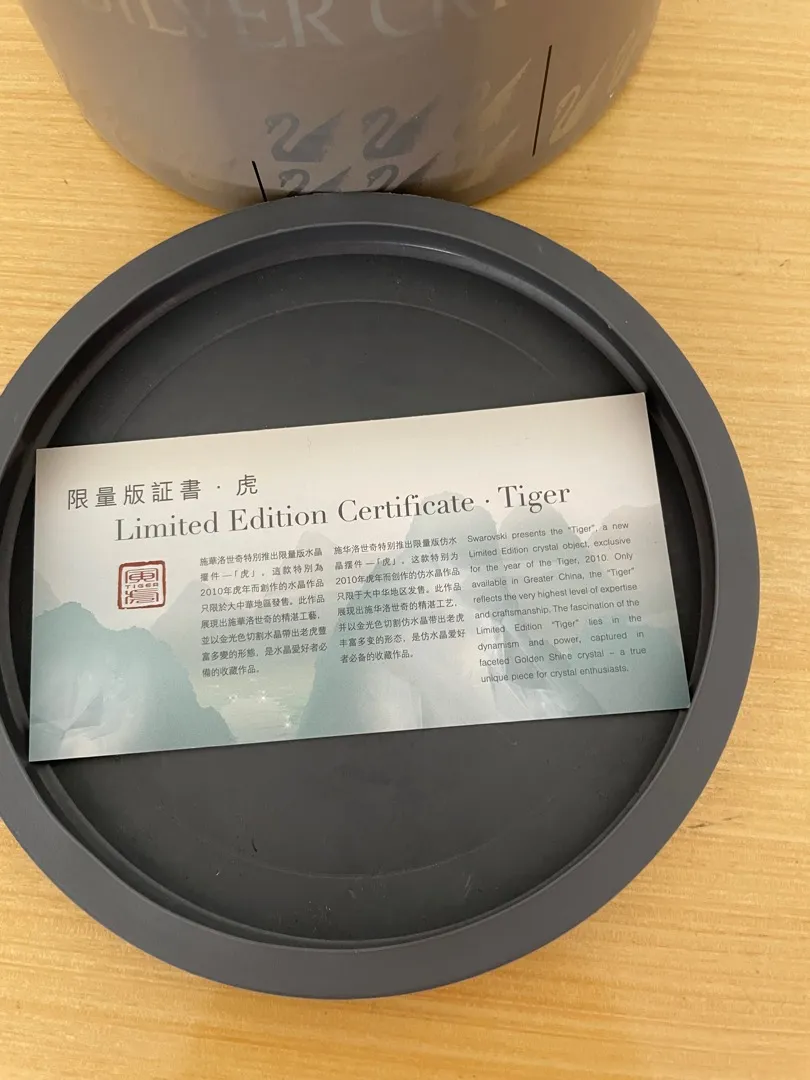 SILVER CRY
限量版証書 · 虎
Limited Edition Certificate · Tiger
TIGER
施華洛世奇特別推出限量版水晶
擺件 —「虎」，這款特別為
2010年虎年而創作的水晶作品
只限於大中華地區發售。此作品
展現出施華洛世奇的精湛工藝，
並以金光色切割水晶帶出老虎豐
富多變的形態，是水晶愛好者必
備的收藏作品。
施华洛世奇特别推出限量版仿水
晶摆件 —「虎」，这款特别为
2010年虎年而创作的仿水晶作品
只限于大中华地区发售。此作品
展现出施华洛世奇的精湛工艺，
并以金光色切割仿水晶带出老虎
丰富多变的形态，是仿水晶爱好
者必备的收藏作品。
Swarovski presents the "Tiger", a new
Limited Edition crystal object, exclusive
for the year of the Tiger, 2010. Only
available in Greater China, the "Tiger"
reflects the very highest level of expertise
and craftsmanship. The fascination of the
Limited Edition "Tiger" lies in the
dynamism and power, captured in
faceted Golden Shine crystal – a true
unique piece for crystal enthusiasts.